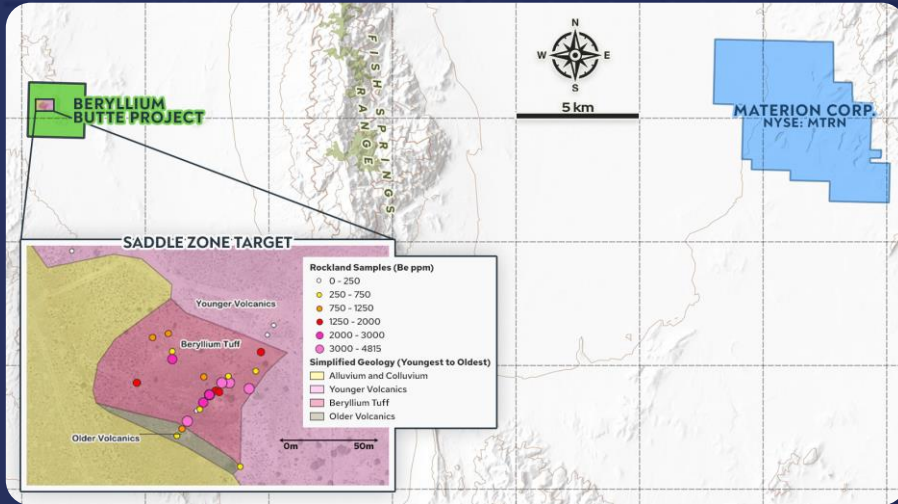 N
W E
S
5 km
FISH SPRINGS
RANGE
BERYLLIUM
BUTTE PROJECT
MATERION CORP.
NYSE: MTRN
SADDLE ZONE TARGET
Younger Volcanics
Beryllium Tuff
Older Volcanics
Rockland Samples (Be ppm)
0 - 250
250 - 750
750 - 1250
1250 - 2000
2000 - 3000
3000 - 4815
Simplified Geology (Youngest to Oldest)
Alluvium and Colluvium
Younger Volcanics
Beryllium Tuff
Older Volcanics
0m 50m